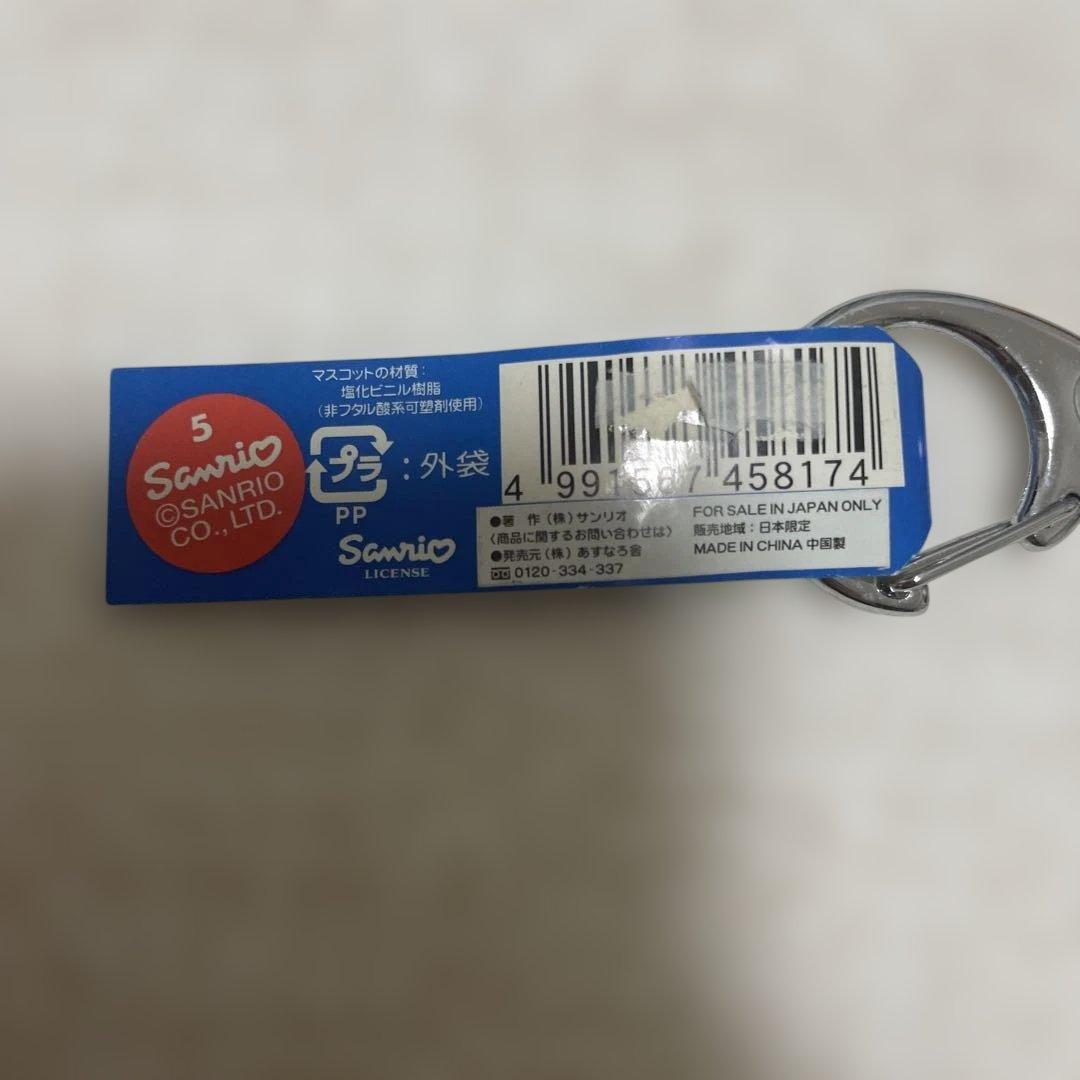 マスコットの材質:
塩化ビニル樹脂
(非フタル酸系可塑剤使用)
5
Sanrio
©SANRIO
CO., LTD.
プラ
:外袋
PP
Sanrio
LICENSE
4 991567 458174
●著 作(株)サンリオ
〈商品に関するお問い合わせは〉
●発売元(株)あすなろ舎
0120-334-337
FOR SALE IN JAPAN ONLY
販売地域:日本限定
MADE IN CHINA 中国製